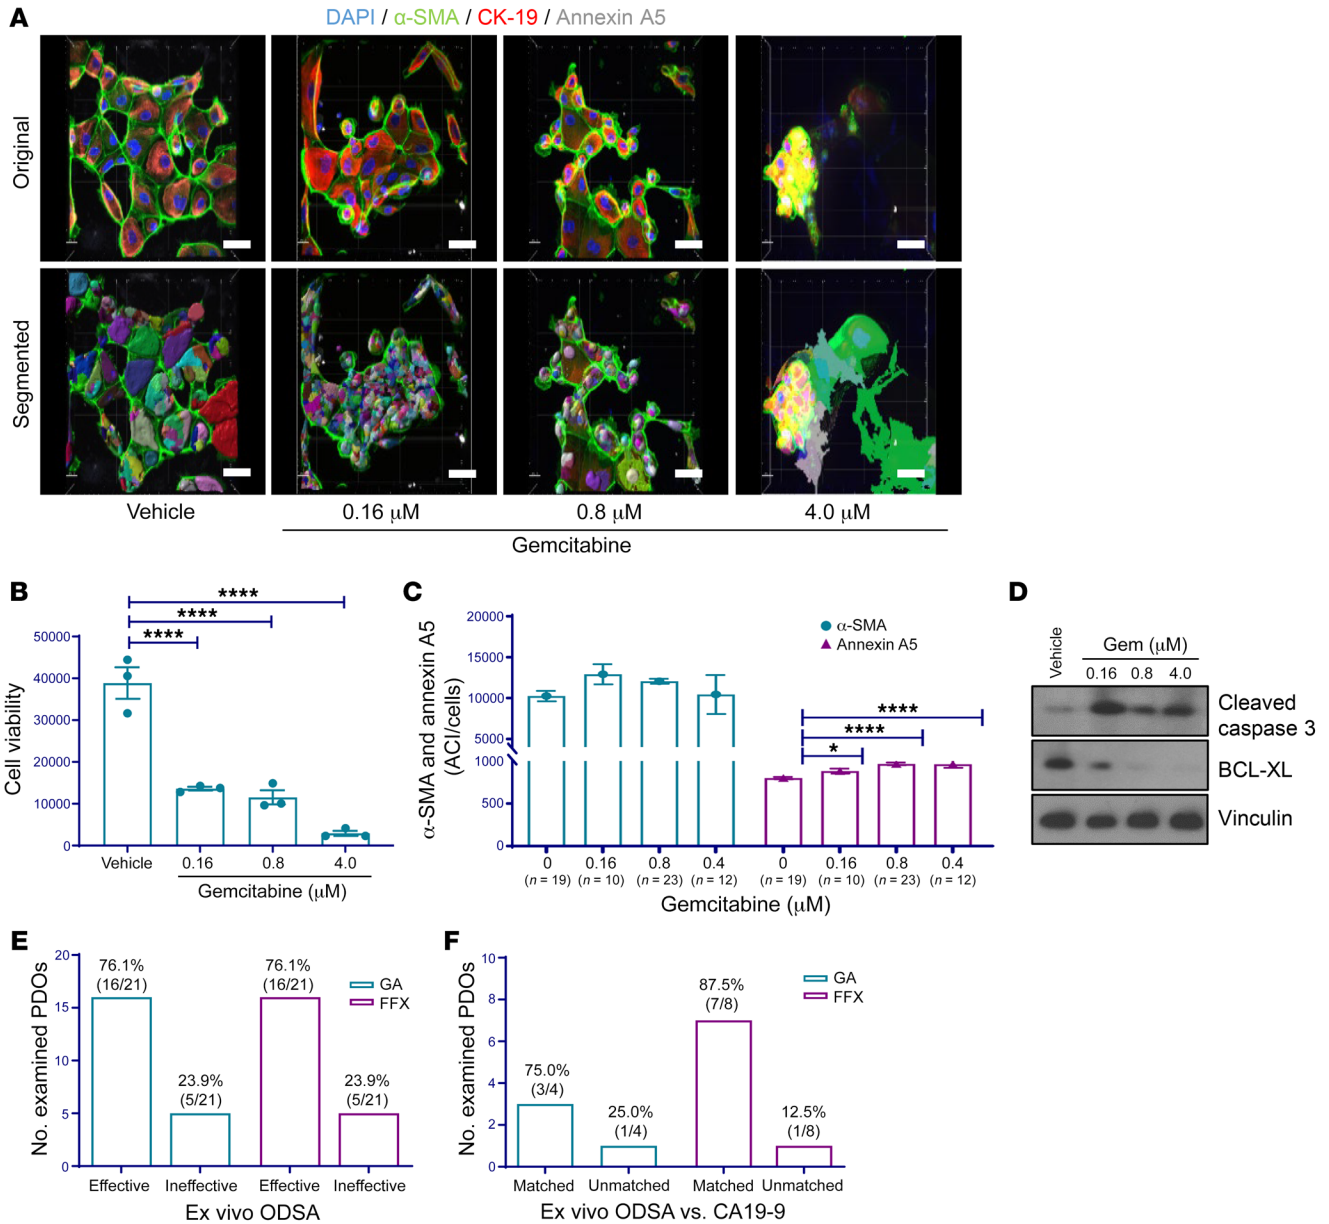 A
DAPI / α-SMA / CK-19 / Annexin A5
Original
Segmented
Vehicle
0.16 μM
0.8 μM
4.0 μM
Gemcitabine
B
Cell viability
50000
40000
30000
20000
10000
0
****
****
****
Vehicle
0.16
0.8
4.0
Gemcitabine (μM)
C
α-SMA and annexin A5
(ACI/cells)
20000
15000
10000
5000
1000
500
0
α-SMA
Annexin A5
****
****
*
0 0.16 0.8 0.4 0 0.16 0.8 0.4
(n = 19) (n = 10) (n = 23) (n = 12) (n = 19) (n = 10) (n = 23) (n = 12)
Gemcitabine (μM)
D
Vehicle
Gem (μM)
0.16 0.8 4.0
Cleaved
caspase 3
BCL-XL
Vinculin
E
No. examined PDOs
20
15
10
5
0
76.1%
(16/21)
23.9%
(5/21)
76.1%
(16/21)
23.9%
(5/21)
GA
FFX
Effective Ineffective Effective Ineffective
Ex vivo ODSA
F
No. examined PDOs
10
8
6
4
2
0
75.0%
(3/4)
25.0%
(1/4)
87.5%
(7/8)
12.5%
(1/8)
GA
FFX
Matched Unmatched Matched Unmatched
Ex vivo ODSA vs. CA19-9